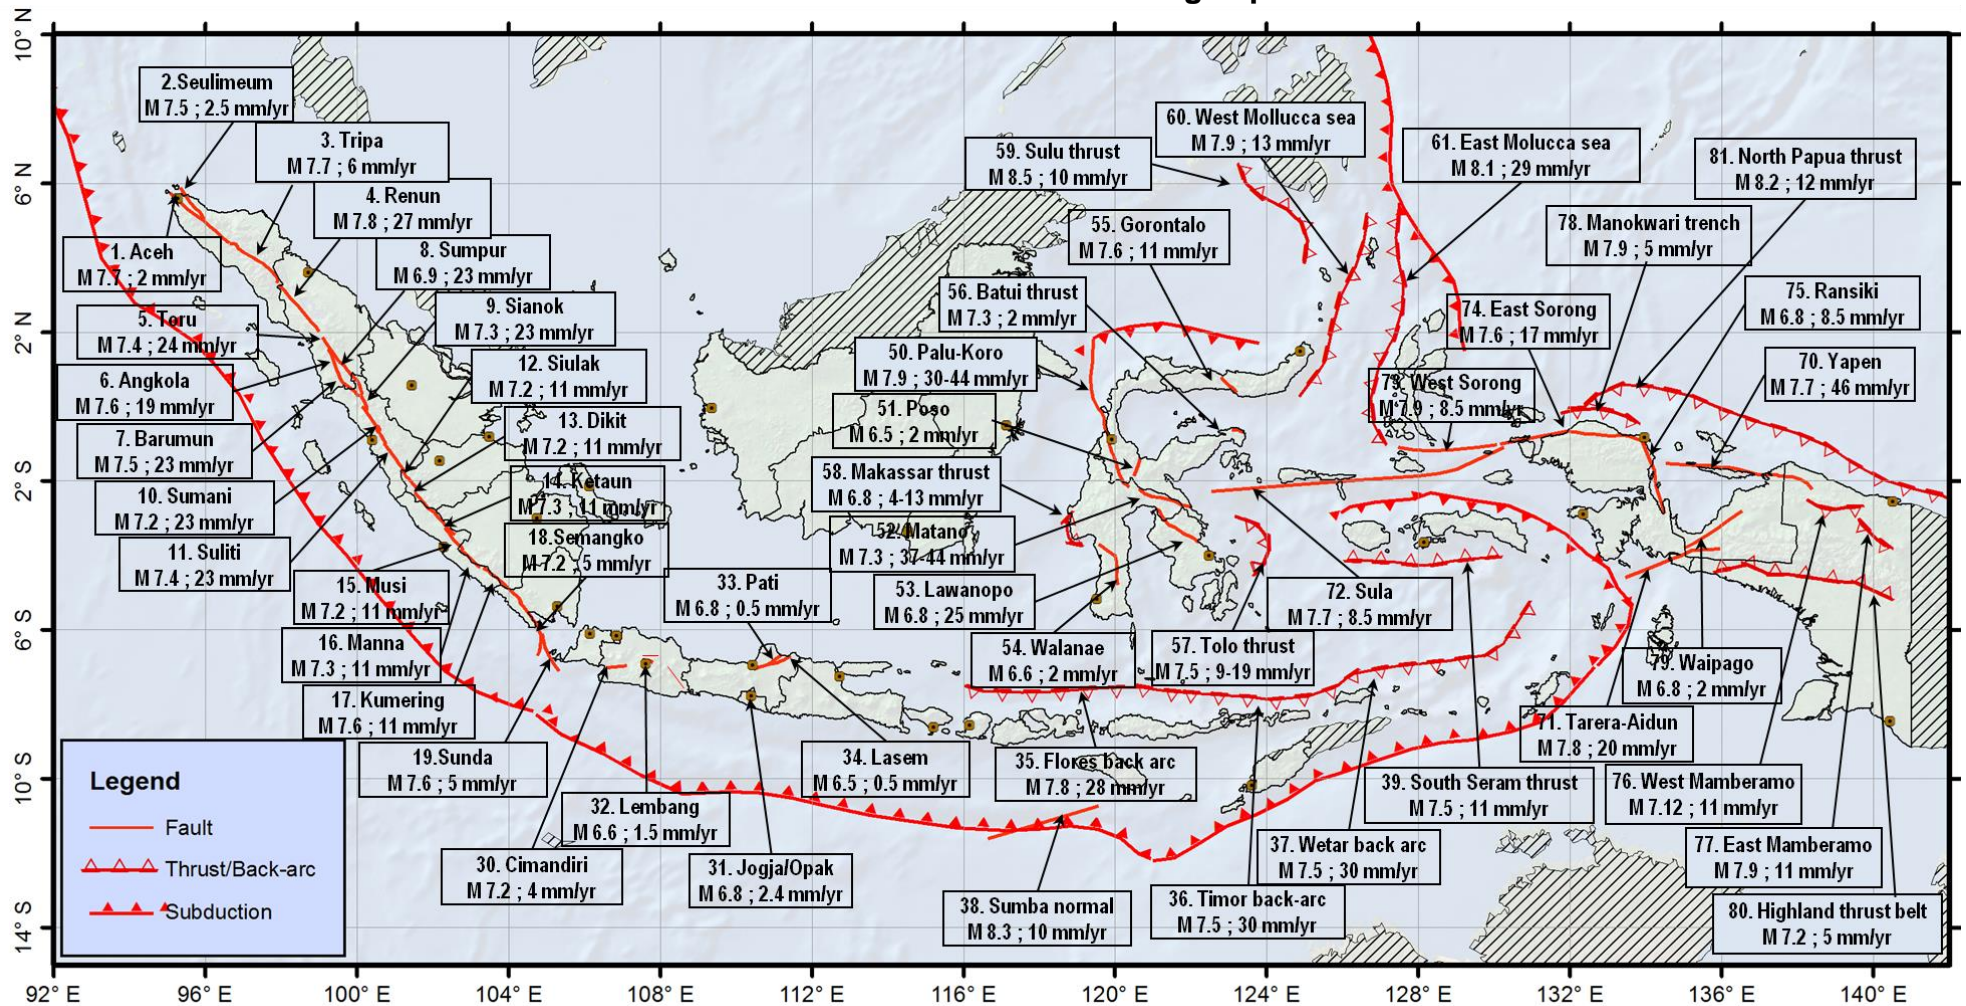 10° N
6° N
2° N
2° S
6° S
10° S
14° S
2.Seulimeum
M 7.5 ; 2.5 mm/yr
3. Tripa
M 7.7 ; 6 mm/yr
4. Renun
M 7.8 ; 27 mm/yr
1. Aceh
M 7.7 ; 2 mm/yr
8. Sumpur
M 6.9 ; 23 mm/yr
5. Toru
M 7.4 ; 24 mm/yr
9. Sianok
M 7.3 ; 23 mm/yr
6. Angkola
M 7.6 ; 19 mm/yr
12. Siulak
M 7.2 ; 11 mm/yr
7. Barumun
M 7.5 ; 23 mm/yr
13. Dikit
M 7.2 ; 11 mm/yr
10. Sumani
M 7.2 ; 23 mm/yr
14. Ketaun
M 7.3 ; 11 mm/yr
11. Suliti
M 7.4 ; 23 mm/yr
18.Semangko
M 7.2 ; 5 mm/yr
15. Musi
M 7.2 ; 11 mm/yr
16. Manna
M 7.3 ; 11 mm/yr
17. Kumering
M 7.6 ; 11 mm/yr
19.Sunda
M 7.6 ; 5 mm/yr
33. Pati
M 6.8 ; 0.5 mm/yr
34. Lasem
M 6.5 ; 0.5 mm/yr
32. Lembang
M 6.6 ; 1.5 mm/yr
30. Cimandiri
M 7.2 ; 4 mm/yr
31. Jogja/Opak
M 6.8 ; 2.4 mm/yr
60. West Mollucca sea
M 7.9 ; 13 mm/yr
59. Sulu thrust
M 8.5 ; 10 mm/yr
61. East Molucca sea
M 8.1 ; 29 mm/yr
81. North Papua thrust
M 8.2 ; 12 mm/yr
55. Gorontalo
M 7.6 ; 11 mm/yr
78. Manokwari trench
M 7.9 ; 5 mm/yr
56. Batui thrust
M 7.3 ; 2 mm/yr
74. East Sorong
M 7.6 ; 17 mm/yr
75. Ransiki
M 6.8 ; 8.5 mm/yr
50. Palu-Koro
M 7.9 ; 30-44 mm/yr
73. West Sorong
M 7.9 ; 8.5 mm/yr
70. Yapen
M 7.7 ; 46 mm/yr
51. Poso
M 6.5 ; 2 mm/yr
58. Makassar thrust
M 6.8 ; 4-13 mm/yr
52. Matano
M 7.3 ; 37-44 mm/yr
53. Lawanopo
M 6.8 ; 25 mm/yr
54. Walanae
M 6.6 ; 2 mm/yr
57. Tolo thrust
M 7.5 ; 9-19 mm/yr
72. Sula
M 7.7 ; 8.5 mm/yr
79. Waipago
M 6.8 ; 2 mm/yr
71. Tarera-Aidun
M 7.8 ; 20 mm/yr
35. Flores back arc
M 7.8 ; 28 mm/yr
39. South Seram thrust
M 7.5 ; 11 mm/yr
76. West Mamberamo
M 7.12 ; 11 mm/yr
37. Wetar back arc
M 7.5 ; 30 mm/yr
77. East Mamberamo
M 7.9 ; 11 mm/yr
38. Sumba normal
M 8.3 ; 10 mm/yr
36. Timor back-arc
M 7.5 ; 30 mm/yr
80. Highland thrust belt
M 7.2 ; 5 mm/yr
Legend
Fault
Thrust/Back-arc
Subduction
92° E
96° E
100° E
104° E
108° E
112° E
116° E
120° E
124° E
128° E
132° E
136° E
140° E